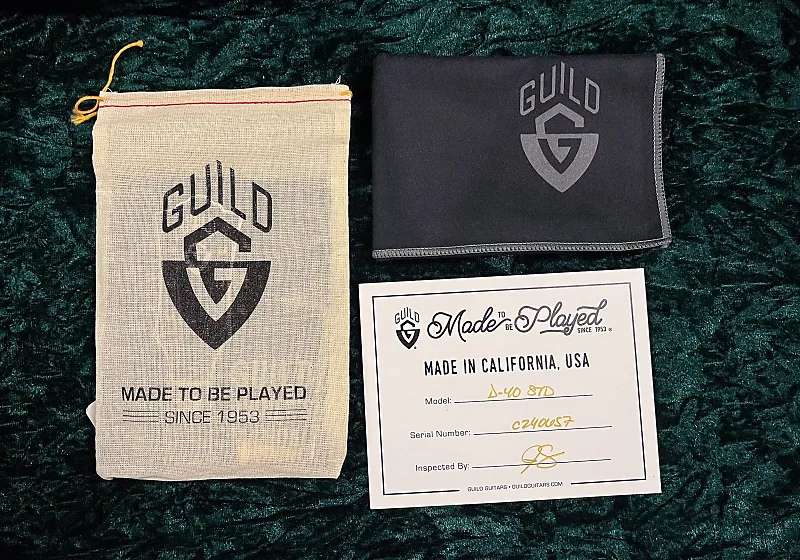 GUILD
G
MADE TO BE PLAYED
SINCE 1953
GUILD
G
GUILD
G
Made TO BE Played
SINCE 1953 ®
MADE IN CALIFORNIA, USA
Model: D-40 STD
Serial Number:
Inspected By:
GUILD GUITARS • GUILDGUITARS.COM